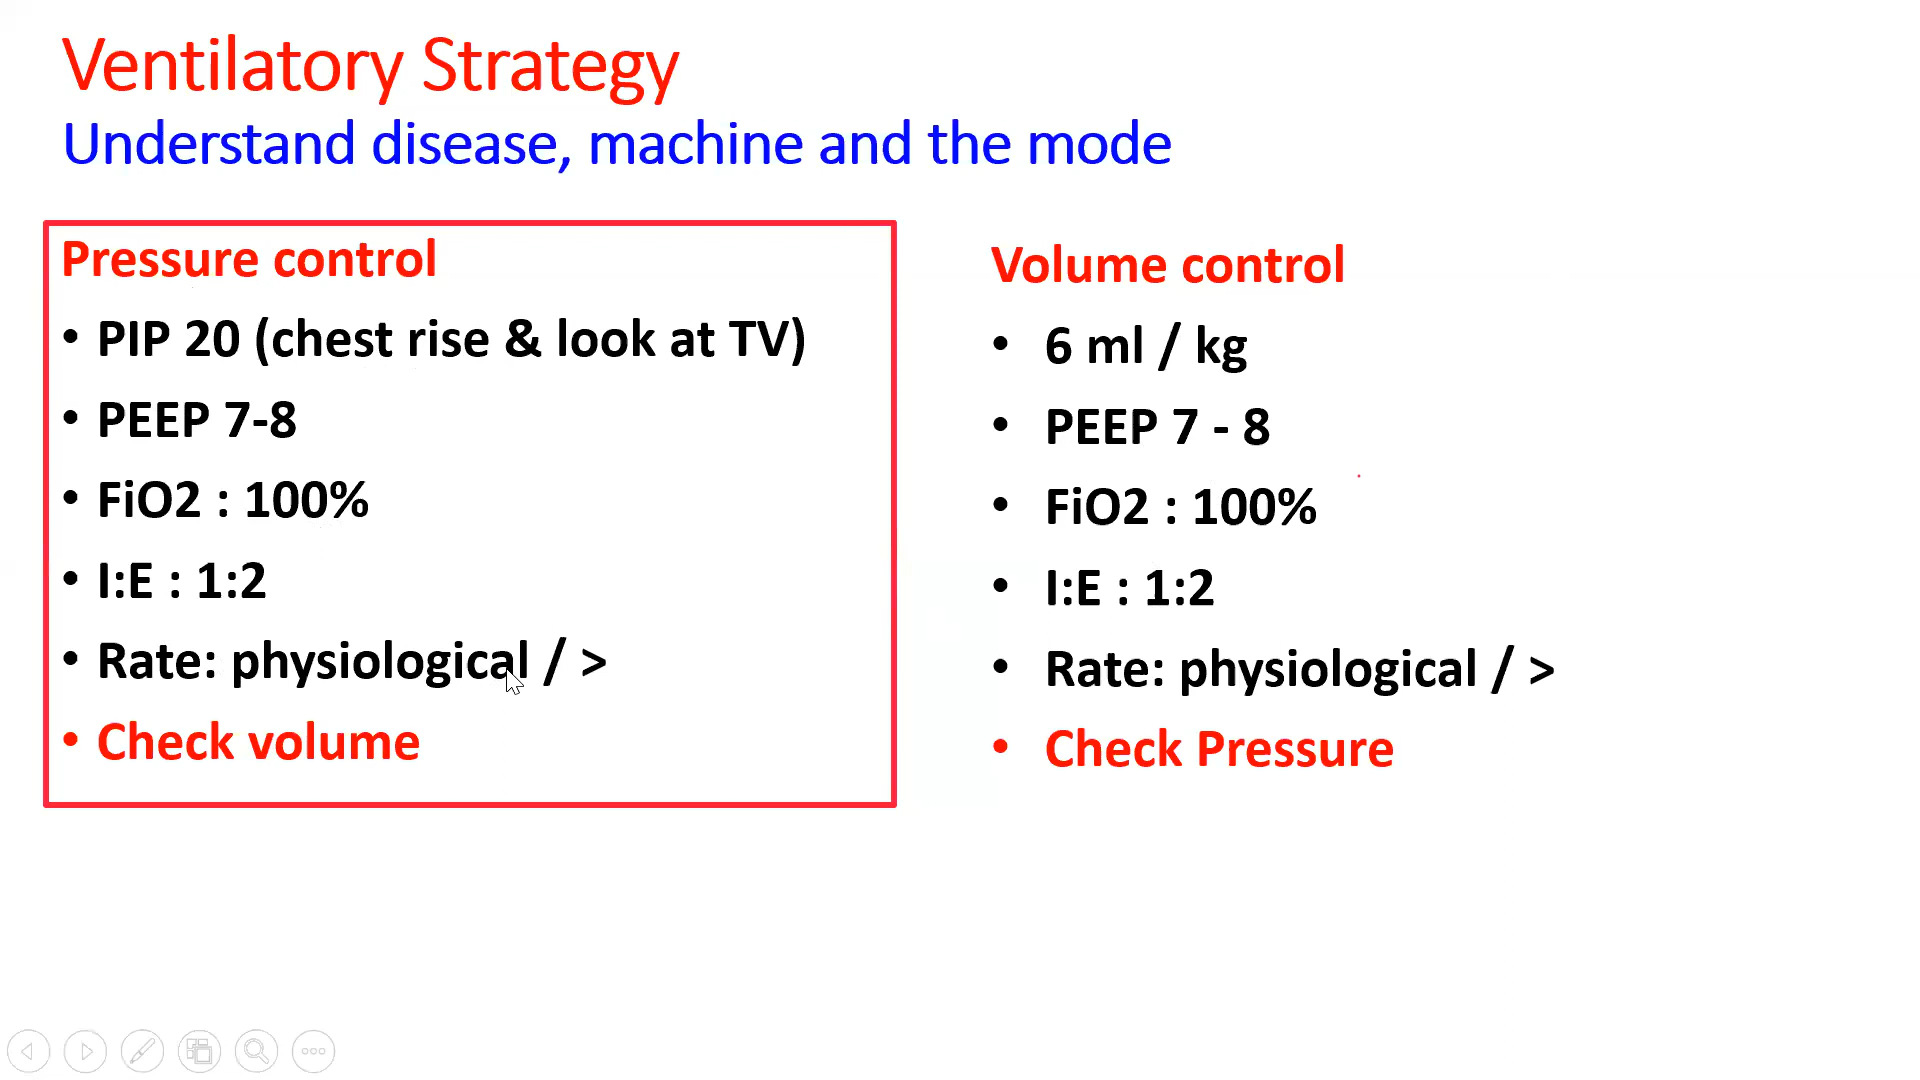 Ventilatory Strategy
Understand disease, machine and the mode
Pressure control
• PIP 20 (chest rise & look at TV)
• PEEP 7-8
• FiO2 : 100%
• I:E : 1:2
• Rate: physiological / >
• Check volume
Volume control
• 6 ml / kg
• PEEP 7 - 8
• FiO2 : 100%
• I:E : 1:2
• Rate: physiological / >
• Check Pressure